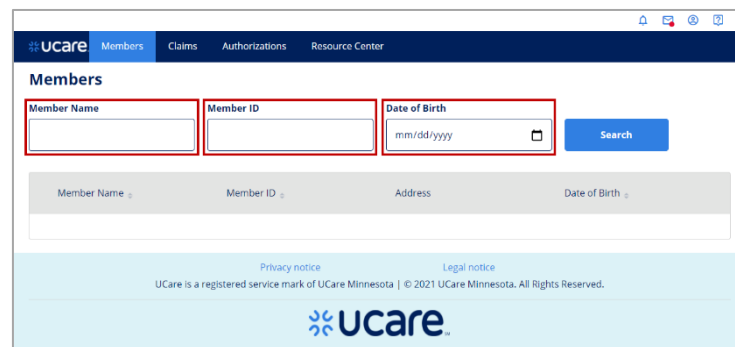 ucare Members Claims Authorizations Resource Center
Members
Member Name Member ID Date of Birth
mm/dd/yyyy Search
Member Name Member ID Address Date of Birth
Privacy notice Legal notice
UCare is a registered service mark of UCare Minnesota | © 2021 UCare Minnesota. All Rights Reserved.
ucare